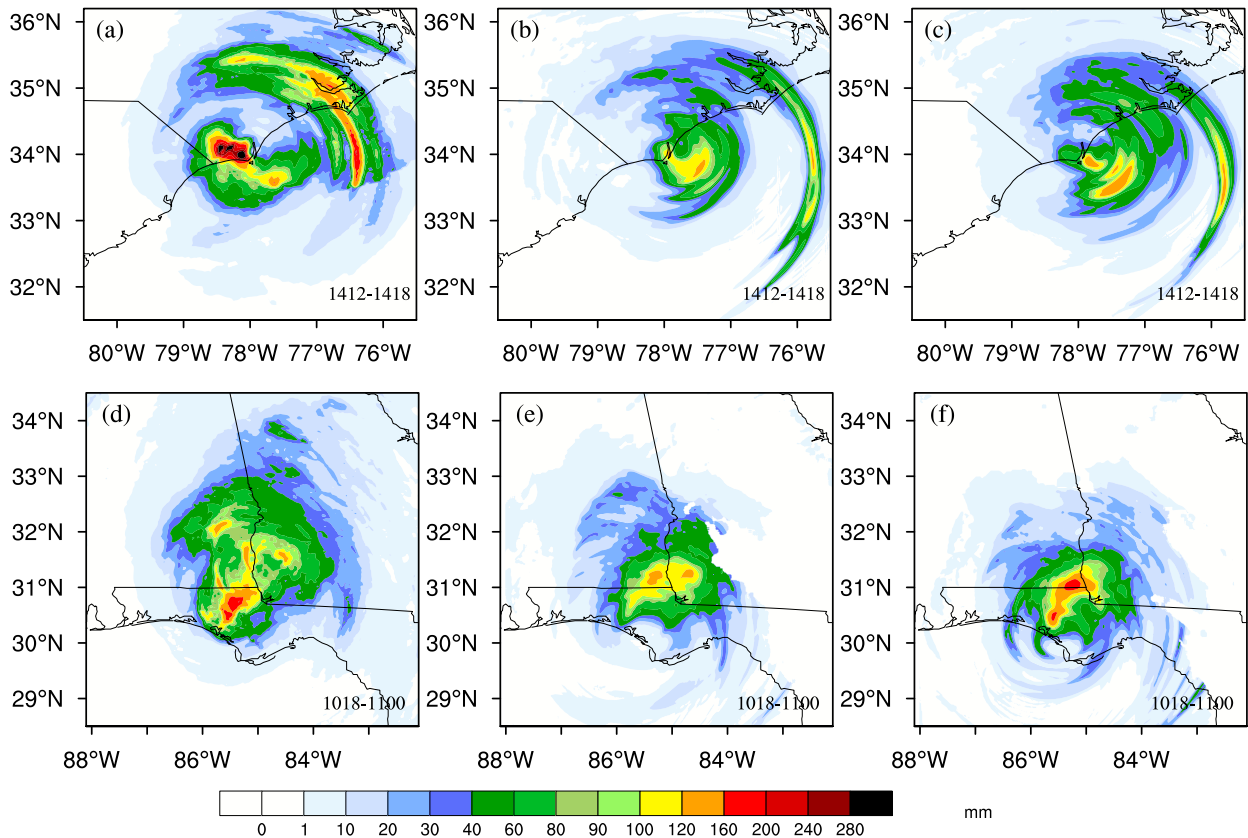 (a) (b) (c)
36°N 36°N 36°N
35°N 35°N 35°N
34°N 34°N 34°N
33°N 33°N 33°N
32°N 32°N 32°N
1412-1418 1412-1418 1412-1418
80°W 79°W 78°W 77°W 76°W 80°W 79°W 78°W 77°W 76°W 80°W 79°W 78°W 77°W 76°W
(d) (e) (f)
34°N 34°N 34°N
33°N 33°N 33°N
32°N 32°N 32°N
31°N 31°N 31°N
30°N 30°N 30°N
29°N 29°N 29°N
1018-1100 1018-1100 1018-1100
88°W 86°W 84°W 88°W 86°W 84°W 88°W 86°W 84°W
0 1 10 20 30 40 60 80 90 100 120 160 200 240 280 mm